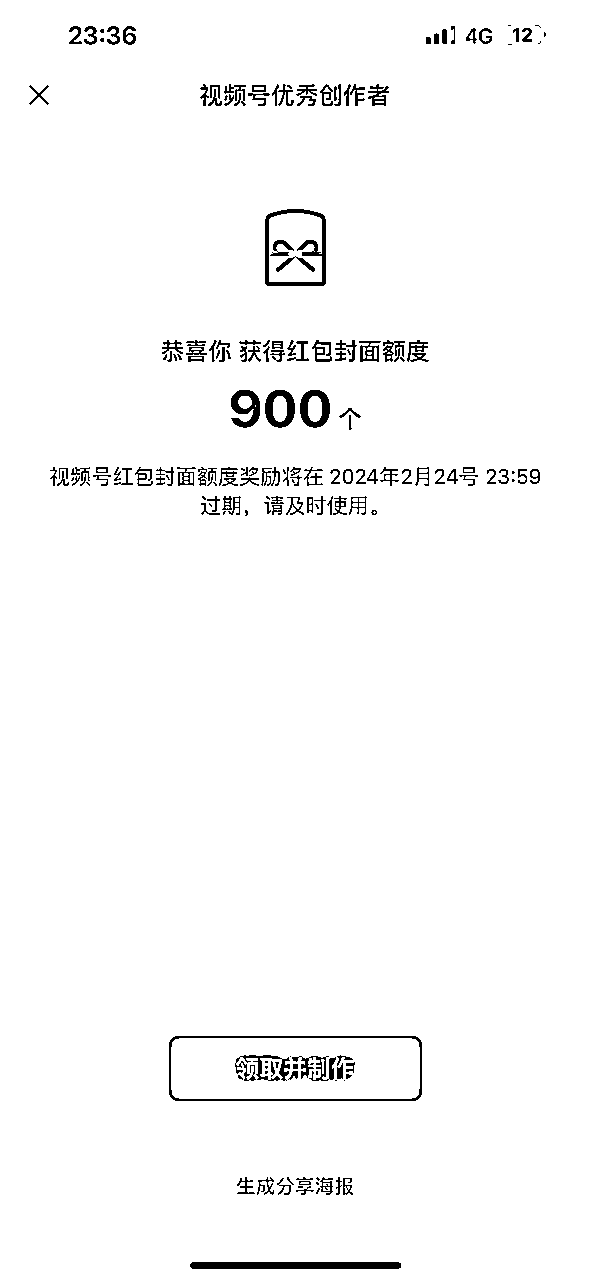 23:36
4G
12
视频号优秀创作者
恭喜你 获得红包封面额度
900个
视频号红包封面额度奖励将在 2024年2月24号 23:59
过期，请及时使用。
领取并制作
生成分享海报